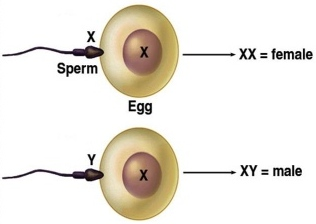 X
X
XX = female
Sperm
Egg
Y
X
XY = male